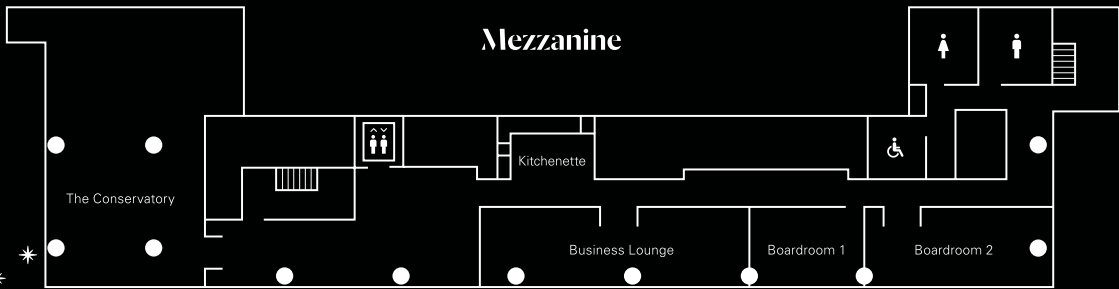 Mezzanine
Kitchenette
The Conservatory
Business Lounge
Boardroom 1
Boardroom 2